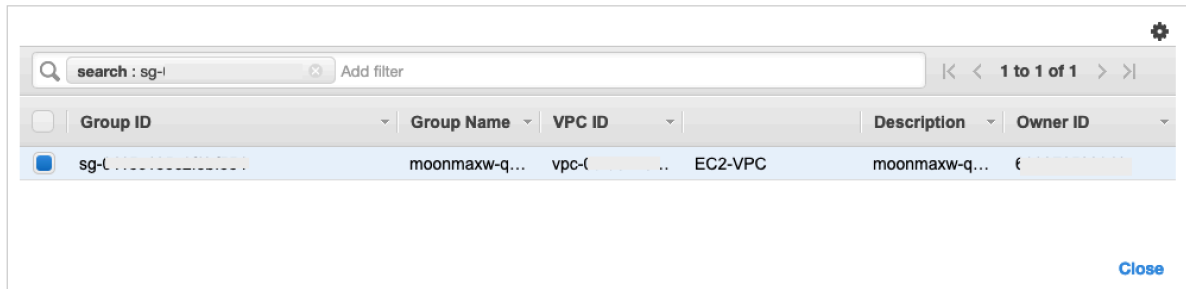 search : sg- Add filter 1 to 1 of 1
Group ID Group Name VPC ID Description Owner ID
moonmaxw-q... EC2-VPC moonmaxw-q...
Close